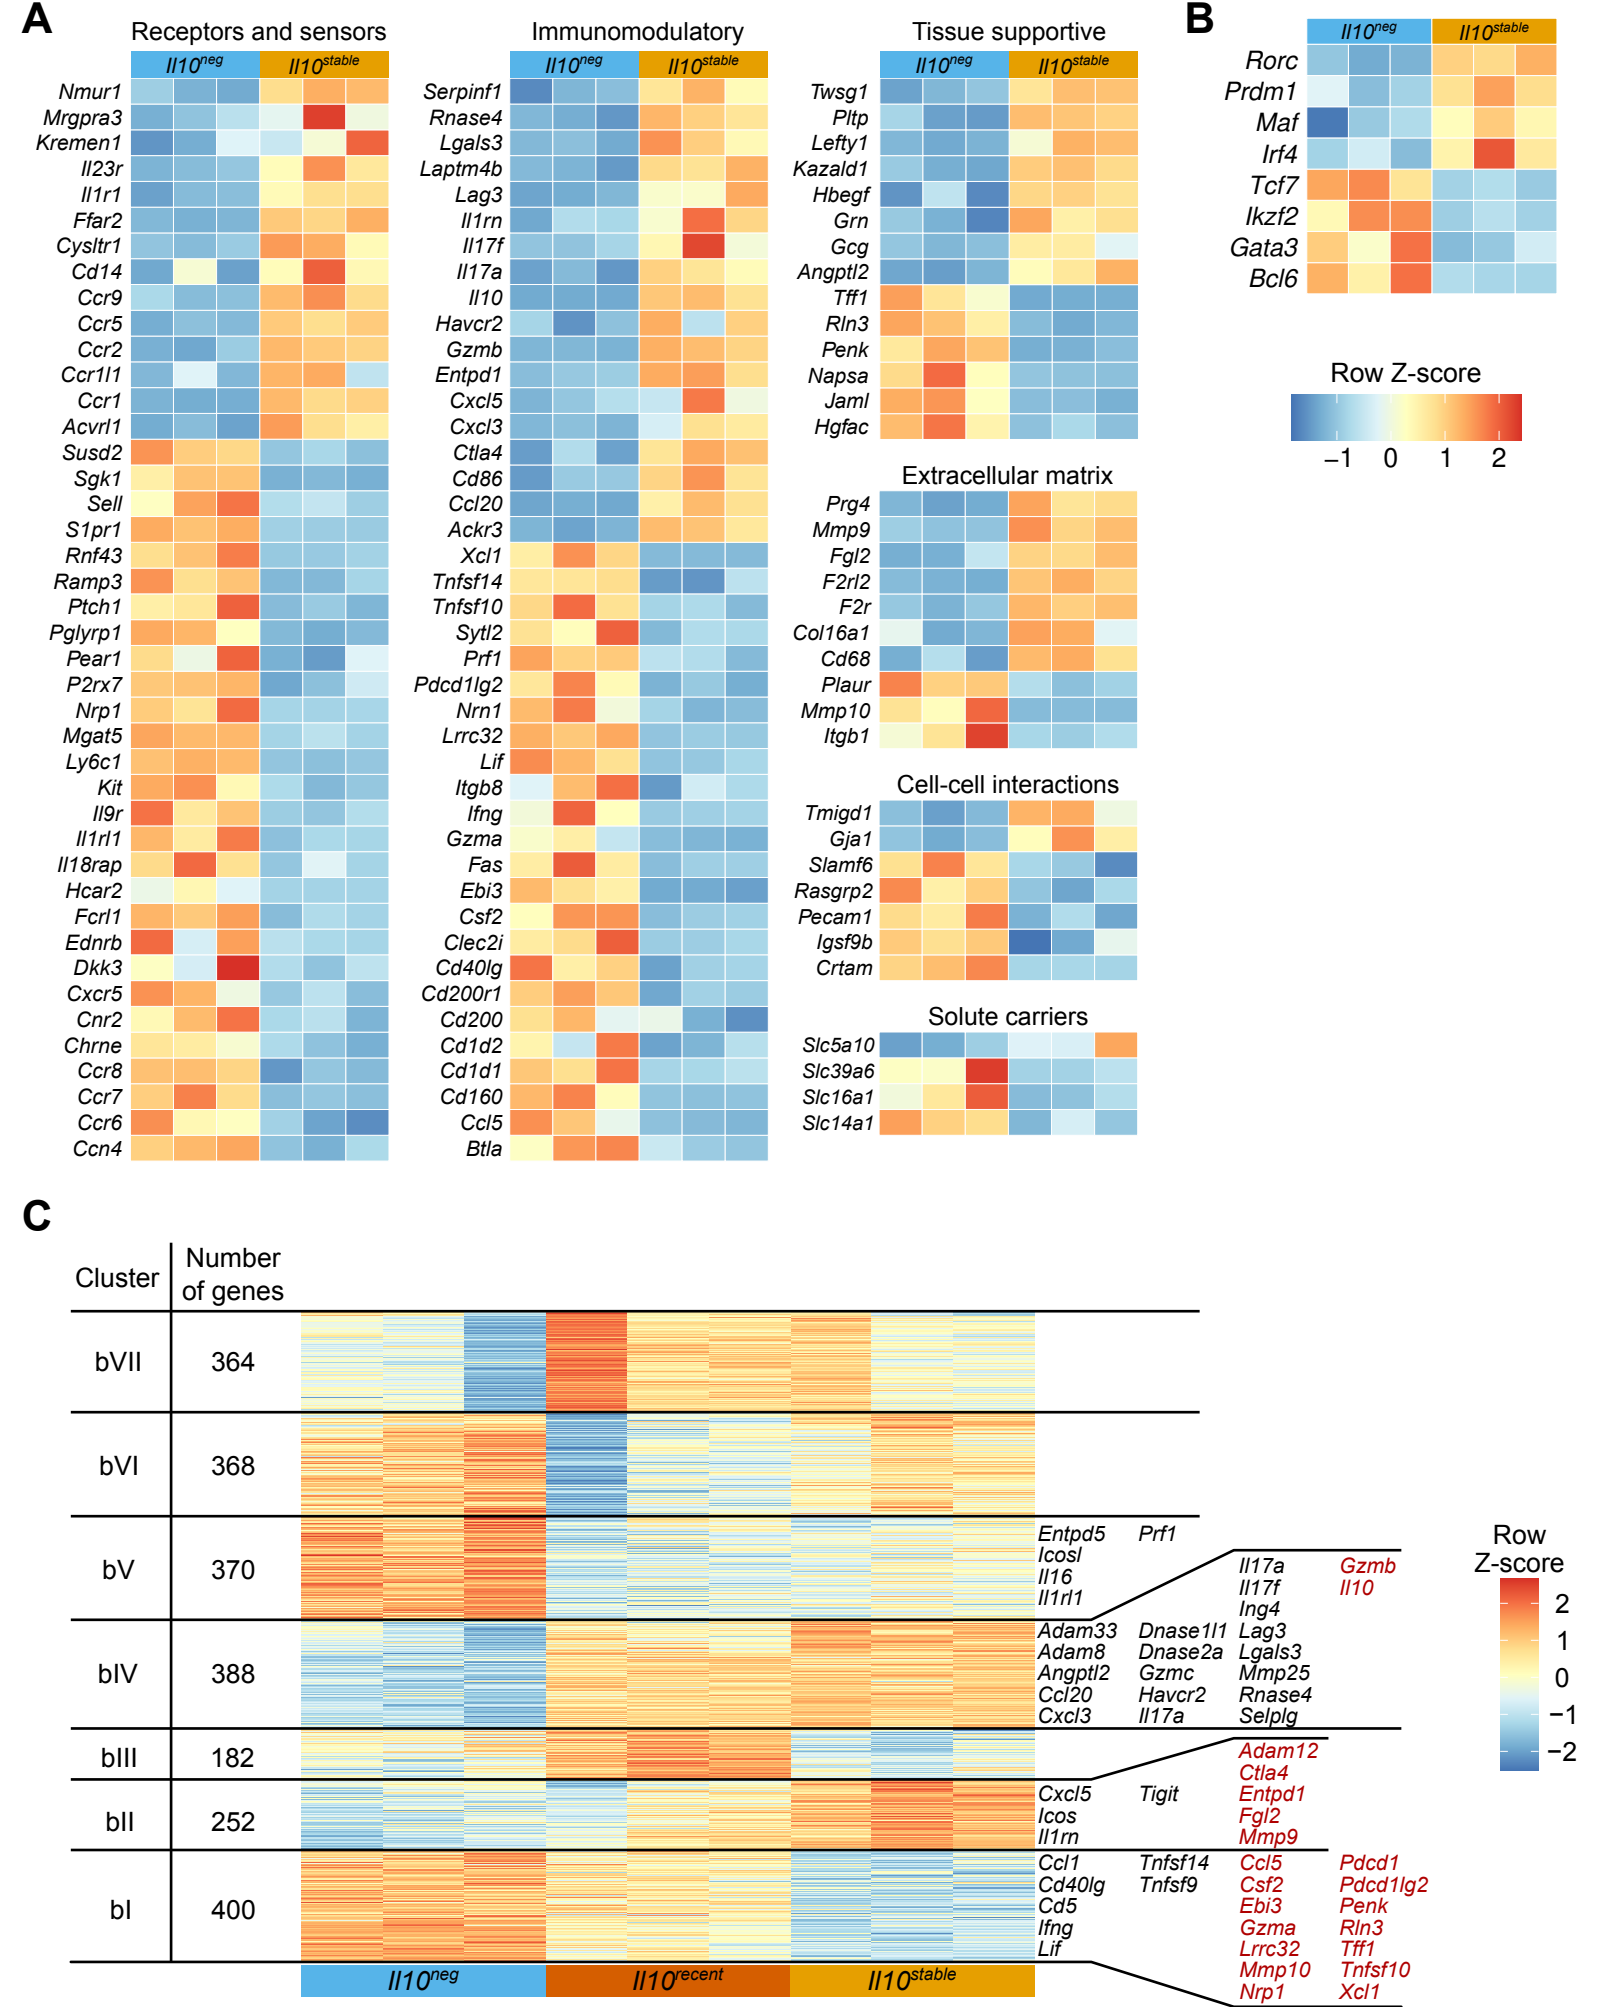 A
Receptors and sensors
Il10neg
Il10stable
Nmur1
Mrgpra3
Kremen1
Il23r
Il1r1
Ffar2
Cysltr1
Cd14
Ccr9
Ccr5
Ccr2
Ccr1l1
Ccr1
Acvrl1
Susd2
Sgk1
Sell
S1pr1
Rnf43
Ramp3
Ptch1
Pglyrp1
Pear1
P2rx7
Nrp1
Mgat5
Ly6c1
Kit
Il9r
Il1rl1
Il18rap
Hcar2
Fcrl1
Ednrb
Dkk3
Cxcr5
Cnr2
Chrne
Ccr8
Ccr7
Ccr6
Ccn4
Immunomodulatory
Il10neg
Il10stable
Serpinf1
Rnase4
Lgals3
Laptm4b
Lag3
Il1rn
Il17f
Il17a
Il10
Havcr2
Gzmb
Entpd1
Cxcl5
Cxcl3
Ctla4
Cd86
Ccl20
Ackr3
Xcl1
Tnfsf14
Tnfsf10
Sytl2
Prf1
Pdcd1lg2
Nrn1
Lrrc32
Lif
Itgb8
Ifng
Gzma
Fas
Ebi3
Csf2
Clec2i
Cd40lg
Cd200r1
Cd200
Cd1d2
Cd1d1
Cd160
Ccl5
Btla
Tissue supportive
Il10neg
Il10stable
Twsg1
Pltp
Lefty1
Kazald1
Hbegf
Grn
Gcg
Angptl2
Tff1
Rln3
Penk
Napsa
Jaml
Hgfac
Extracellular matrix
Prg4
Mmp9
Fgl2
F2rl2
F2r
Col16a1
Cd68
Plaur
Mmp10
Itgb1
Cell-cell interactions
Tmigd1
Gja1
Slamf6
Rasgrp2
Pecam1
Igsf9b
Crtam
Solute carriers
Slc5a10
Slc39a6
Slc16a1
Slc14a1
B
Il10neg
Il10stable
Rorc
Prdm1
Maf
Irf4
Tcf7
Ikzf2
Gata3
Bcl6
Row Z-score
−1 0 1 2
C
Cluster
Number
of genes
bVII 364
bVI 368
bV 370
Entpd5 Prf1
Icosl
Il16
Il1rl1
bIV 388
Il17a Gzmb
Il17f Il10
Ing4
Adam33 Dnase1l1 Lag3
Adam8 Dnase2a Lgals3
Angptl2 Gzmc Mmp25
Ccl20 Havcr2 Rnase4
Cxcl3 Il17a Selplg
bIII 182
bII 252
Adam12
Ctla4
Cxcl5 Tigit Entpd1
Icos Fgl2
Il1rn Mmp9
bI 400
Ccl1 Tnfsf14 Ccl5 Pdcd1
Cd40lg Tnfsf9 Csf2 Pdcd1lg2
Cd5 Ebi3 Penk
Ifng Gzma Rln3
Lif Lrrc32 Tff1
Mmp10 Tnfsf10
Nrp1 Xcl1
Il10neg
Il10recent
Il10stable
Row
Z-score
2
1
0
−1
−2